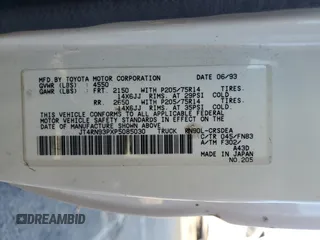 MFD. BY TOYOTA MOTOR CORPORATION DATE 06/93
GVWR (LBS) 4550
GAWR (LBS) FRT. 2150 WITH P205/75R14 TIRES,
14X6JJ RIMS, AT 29PSI COLD
RR. 2650 WITH P205/75R14 TIRES,
14X6JJ RIMS, AT 35PSI COLD
THIS VEHICLE CONFORMS TO ALL APPLICABLE FEDERAL
MOTOR VEHICLE SAFETY STANDARDS IN EFFECT ON THE
DATE OF MANUFACTURE SHOWN ABOVE.
JT4RN93PXP5085030 TRUCK RN90L-CRSDEA
C/TR 045/FN83
A/TM F302/
A43D
MADE IN JAPAN
NO.205
© RIDEAMBID